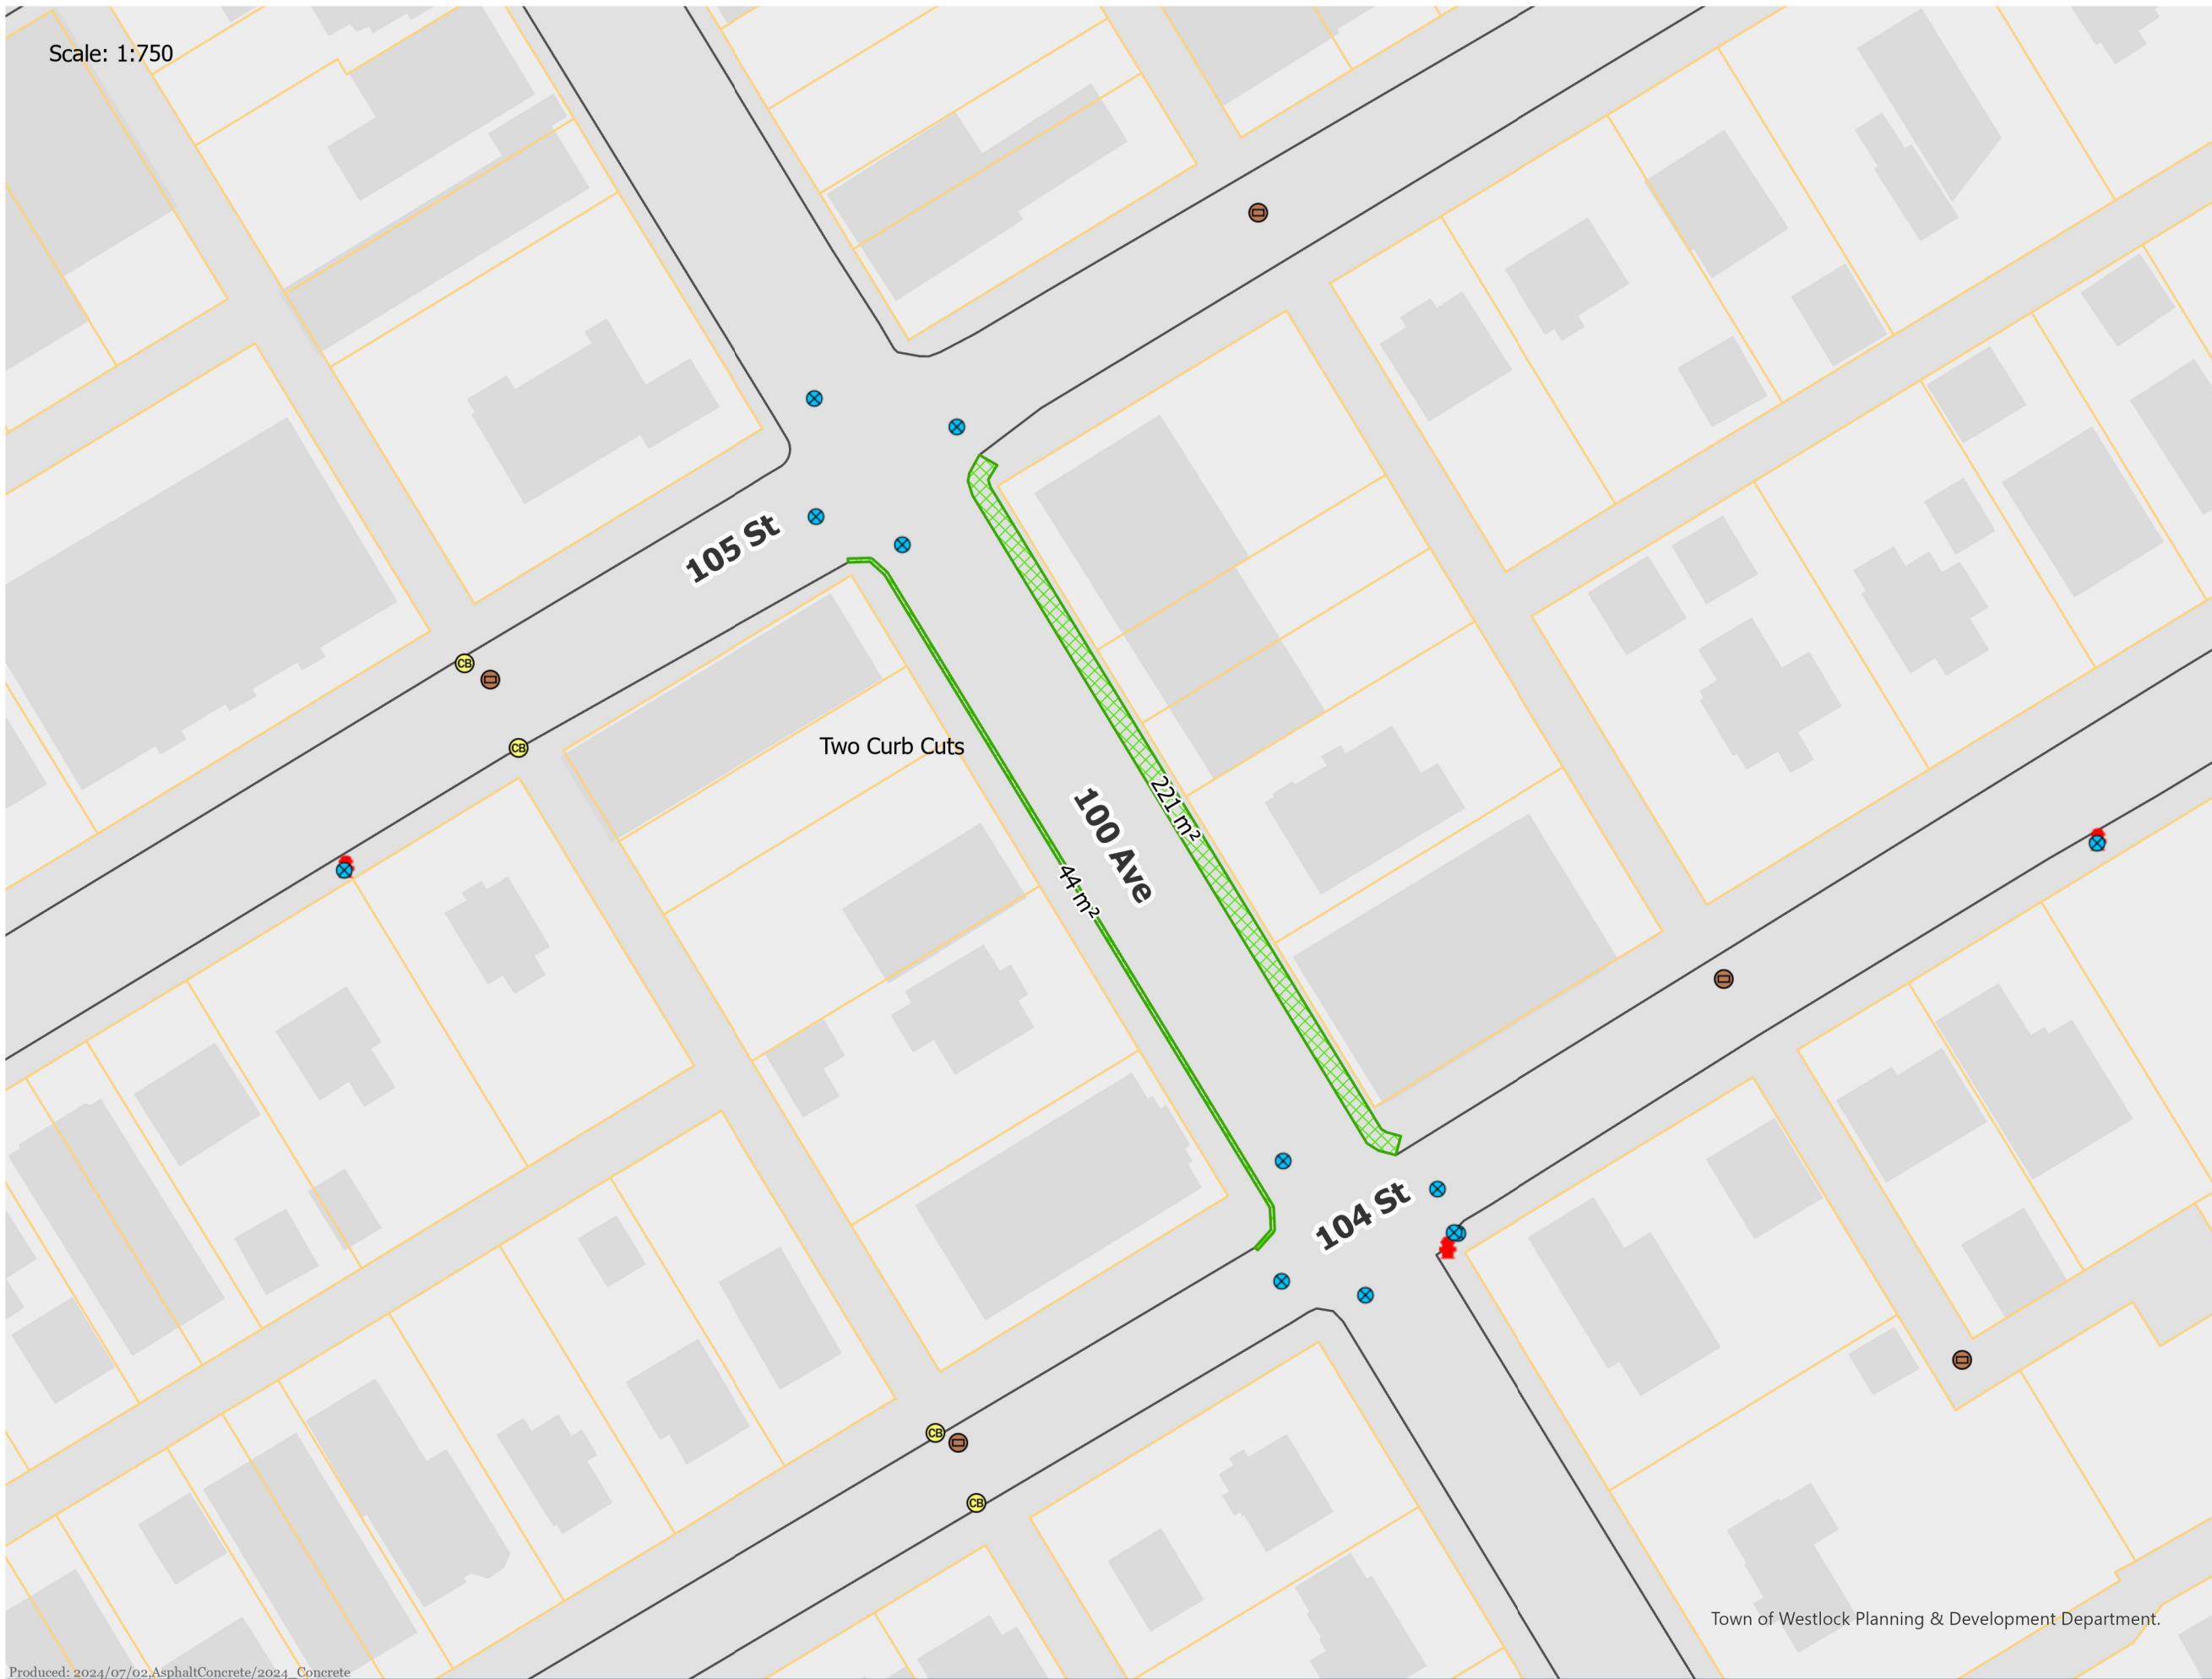 Scale: 1:750
105 St
Two Curb Cuts
221 m²
100 Ave
44 m²
104 St
CB
CB
CB
CB
Town of Westlock Planning & Development Department.
Produced: 2024/07/02,AsphaltConcrete/2024_Concrete